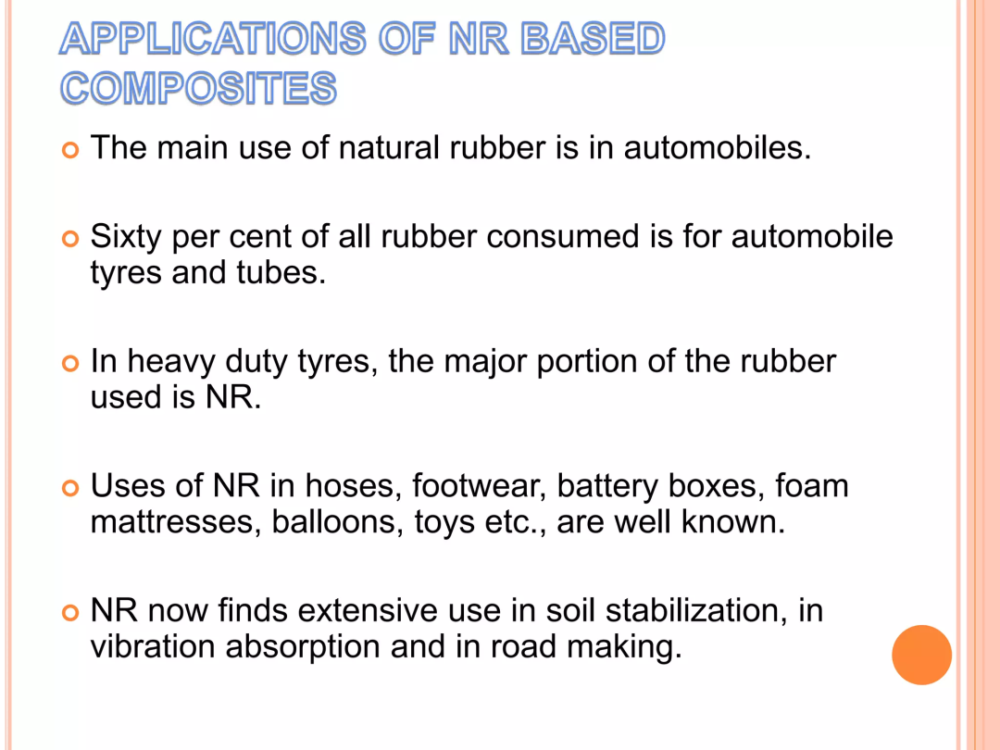 APPLICATIONS OF NR BASED
COMPOSITES
The main use of natural rubber is in automobiles.
Sixty per cent of all rubber consumed is for automobile
tyres and tubes.
In heavy duty tyres, the major portion of the rubber
used is NR.
Uses of NR in hoses, footwear, battery boxes, foam
mattresses, balloons, toys etc., are well known.
NR now finds extensive use in soil stabilization, in
vibration absorption and in road making.